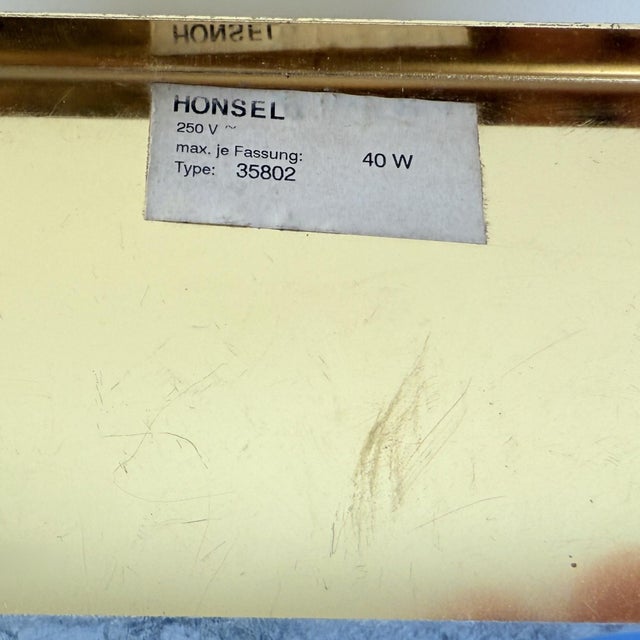 HONSEL
250 V ~
max. je Fassung: 40 W
Type: 35802